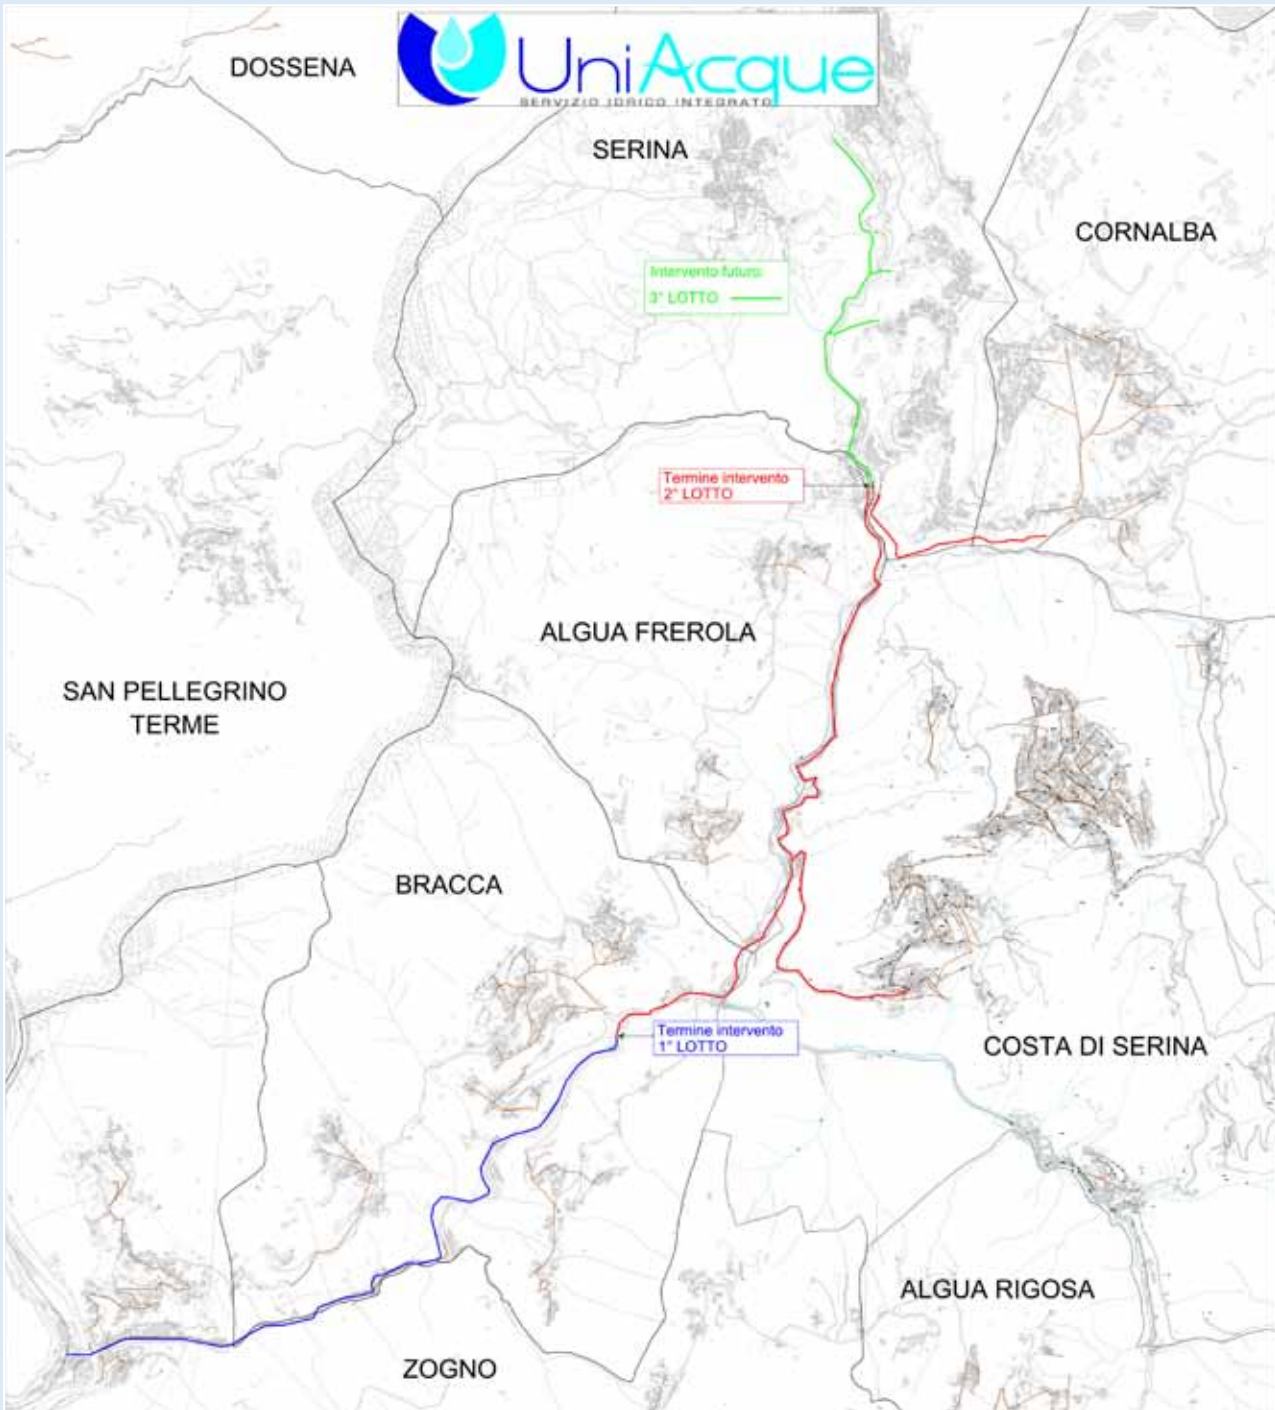 DOSSENA
UniAcque
SERVIZIO IDRICO INTEGRATO
SERINA
CORNALBA
Intervento futuro:
3° LOTTO
Termine intervento
2° LOTTO
ALGUA FREROLA
SAN PELLEGRINO
TERME
BRACCA
Termine intervento
1° LOTTO
COSTA DI SERINA
ALGUA RIGOSA
ZOGNO